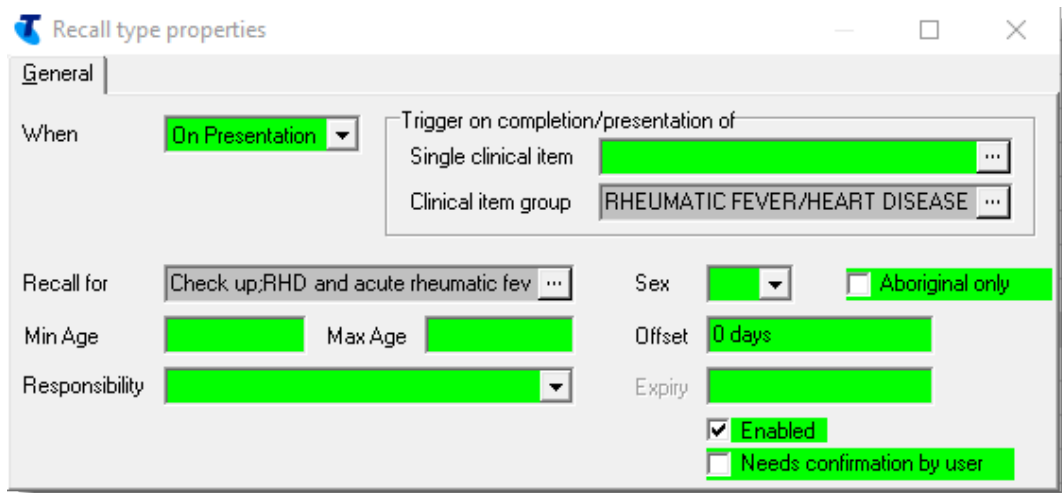 Recall type properties
General
When
On Presentation
Trigger on completion/presentation of
Single clinical item
...
Clinical item group
RHEUMATIC FEVER/HEART DISEASE
...
Recall for
Check up;RHD and acute rheumatic fev
...
Sex
Aboriginal only
Min Age
Max Age
Offset
0 days
Responsibility
Expiry
Enabled
Needs confirmation by user